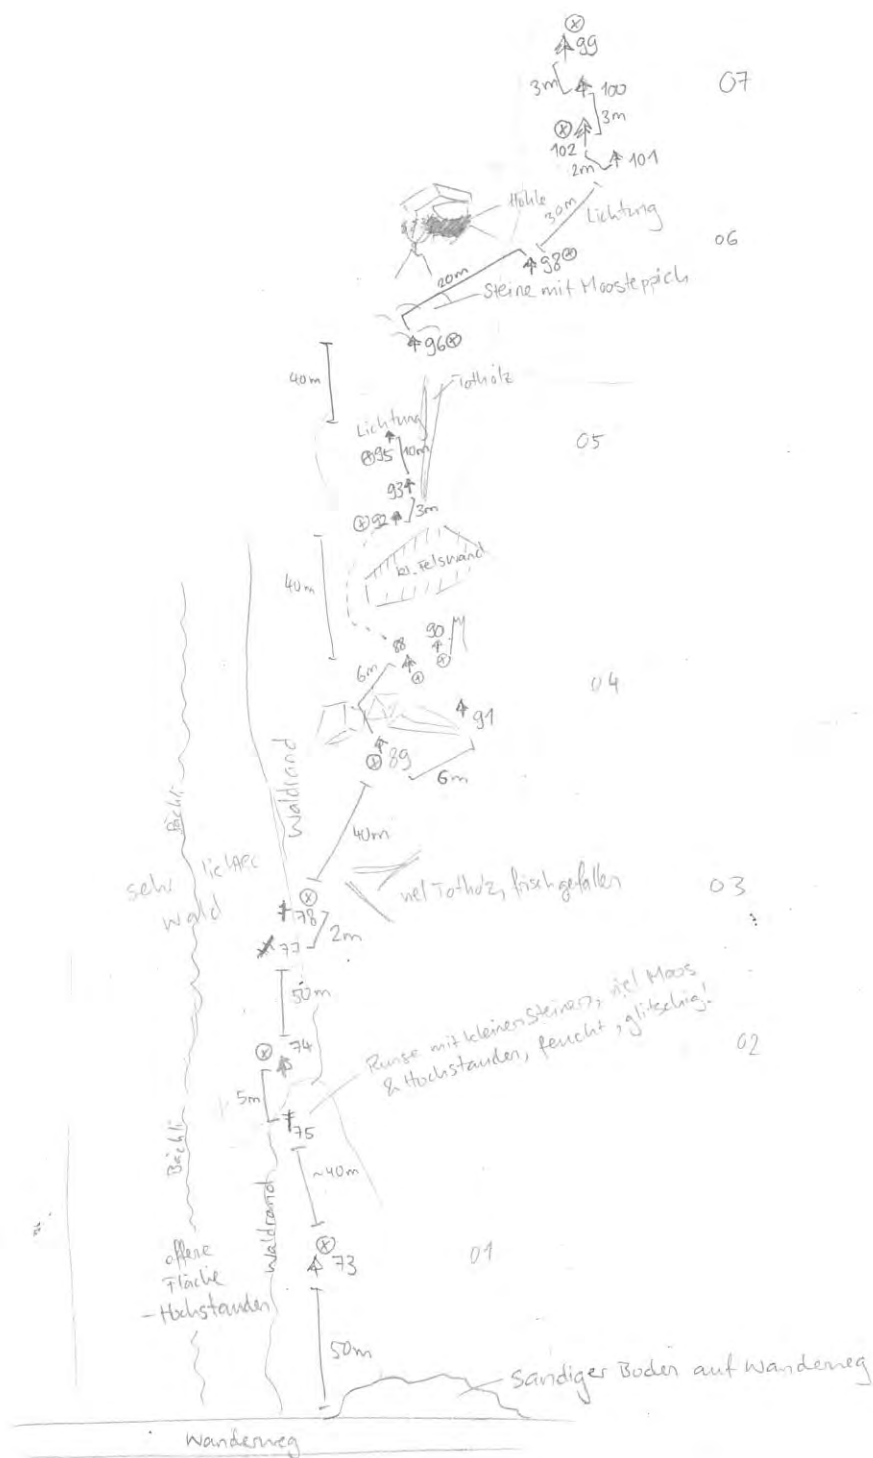 99
3m
100
07
3m
102
2m
101
Höhle
30m
Lichtung
06
98
20m
Steine mit Moosteppich
96
40m
Totholz
Lichtung
95
10m
05
93
92
3m
kl. Felswand
40m
90
88
6m
04
91
89
6m
Waldrand
40m
Bächli
sehr lichter
Wald
viel Totholz, frisch gefallen
03
78
2m
77
50m
Runse mit kleinen Steinen, viel Moos
& Hochstauden, feucht, glitschig!
02
74
5m
75
Bächli
~40m
Waldrand
73
01
offene
Fläche
- Hochstauden
50m
Sandiger Boden auf Wanderweg
Wanderweg